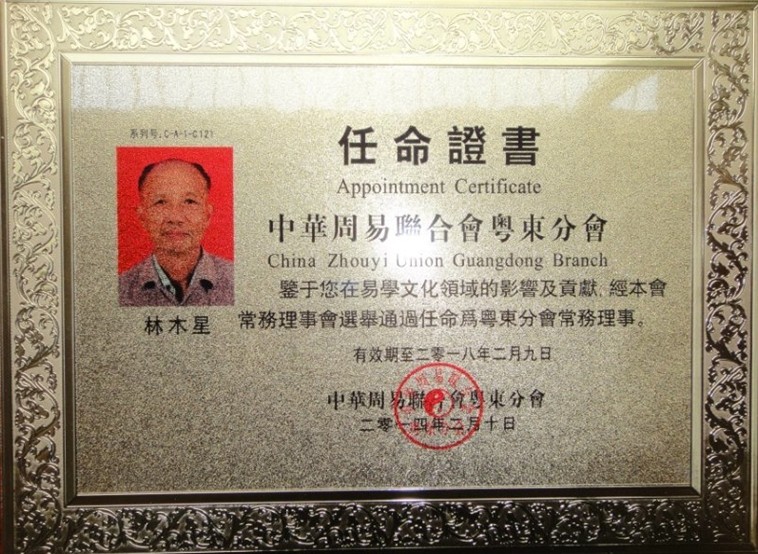 系列号.C-A-1-C121
任命證書
Appointment Certificate
中華周易聯合會粵東分會
China Zhouyi Union Guangdong Branch
鉴于您在易學文化領域的影響及貢獻，經本會
常務理事會選舉通過任命爲粵東分會常務理事。
林木星
有效期至二零一八年二月九日
中華周易聯合會粵東分會
二零一四年二月十日